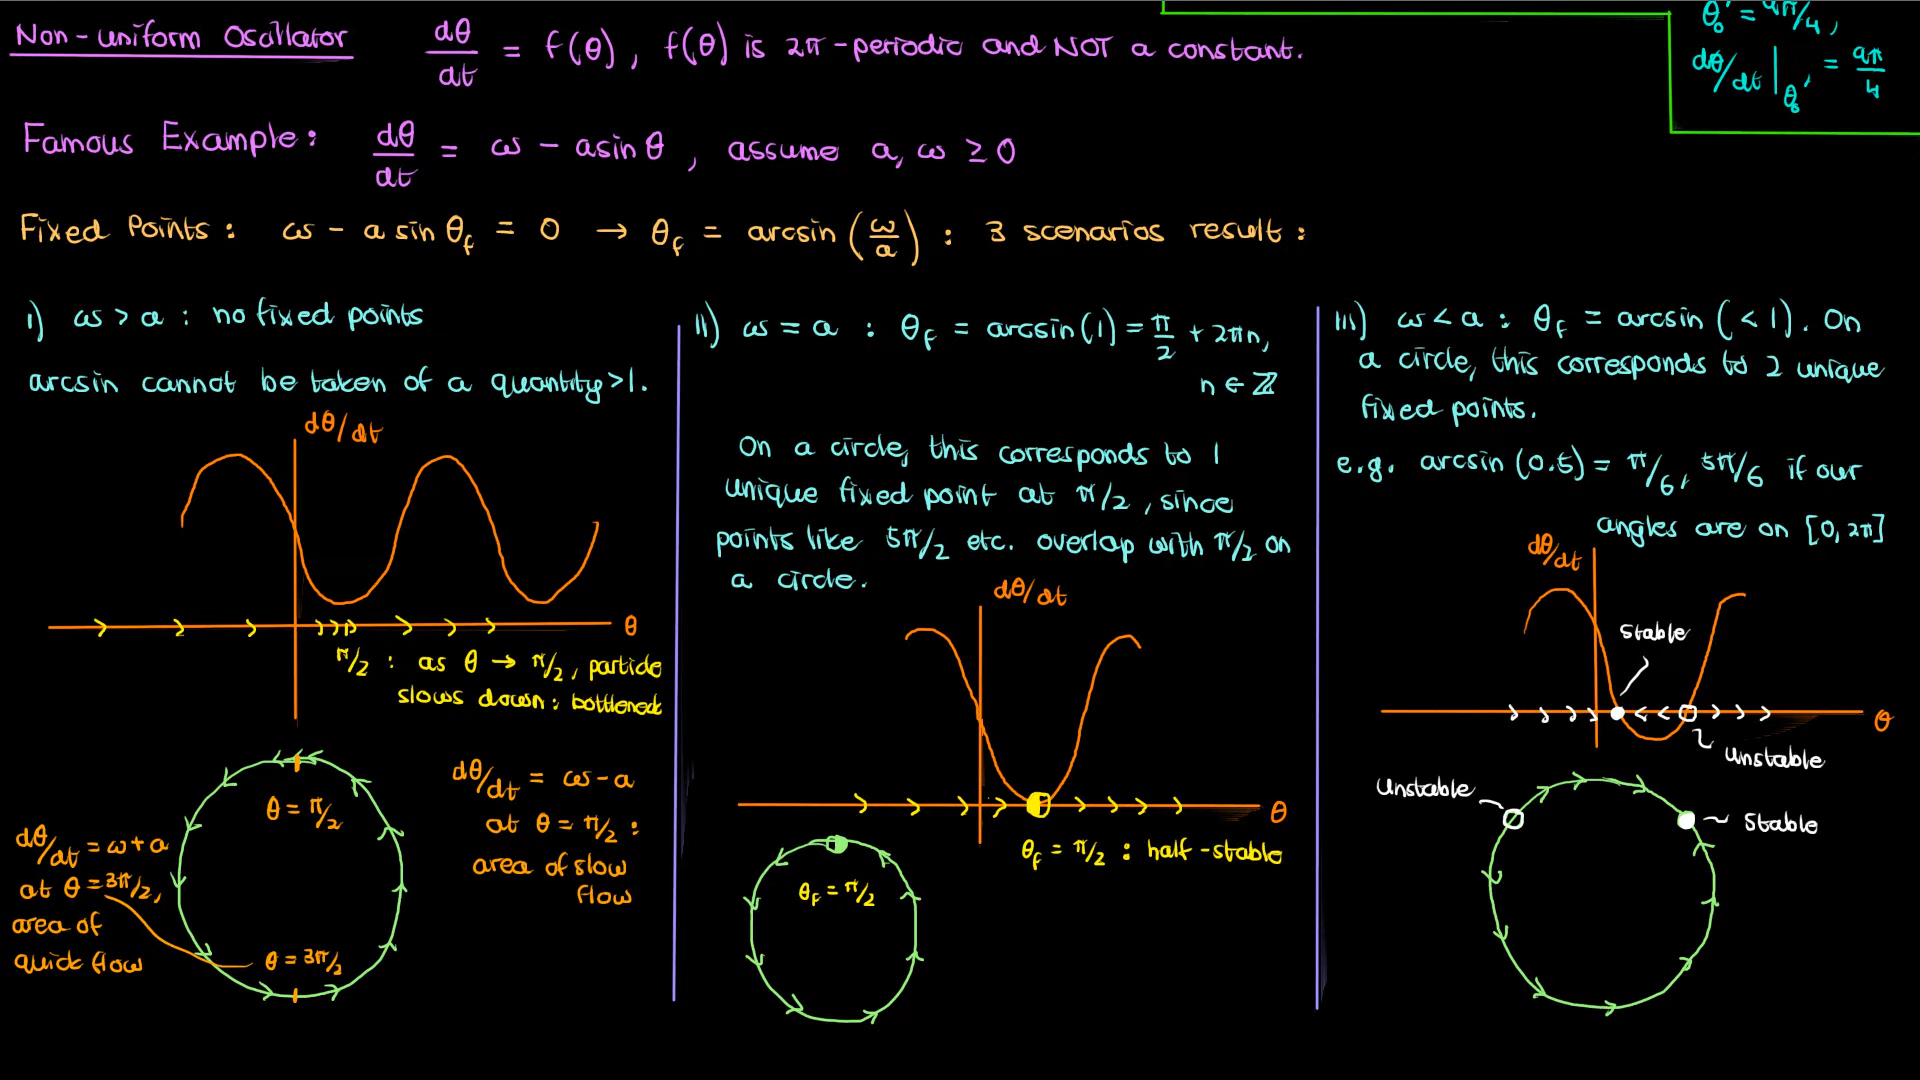 Non-uniform Oscillator dθ/dt = f(θ), f(θ) is 2π-periodic and NOT a constant.
θ₀' = 9π/4,
dθ/dt|θ₀' = 9π/4
Famous Example: dθ/dt = ω - asinθ, assume a, ω ≥ 0
Fixed Points: ω - a sin θ_f = 0 → θ_f = arcsin(ω/a) : 3 scenarios result:
i) ω > a : no fixed points
arcsin cannot be taken of a quantity >1.
dθ/dt
θ
π/2 : as θ → π/2, particle
slows down: bottleneck
θ = π/2
dθ/dt = ω - a
at θ = π/2 :
area of slow
flow
dθ/dt = ω + a
at θ = 3π/2,
area of
quick flow
θ = 3π/2
ii) ω = a : θ_f = arcsin(1) = π/2 + 2πn,
n ∈ ℤ
On a circle, this corresponds to 1
unique fixed point at π/2, since
points like 5π/2 etc. overlap with π/2 on
a circle.
dθ/dt
θ
θ_f = π/2 : half-stable
θ_f = π/2
iii) ω < a : θ_f = arcsin(<1). On
a circle, this corresponds to 2 unique
fixed points.
e.g. arcsin(0.5) = π/6, 5π/6 if our
angles are on [0, 2π]
dθ/dt
stable
θ
unstable
unstable
stable